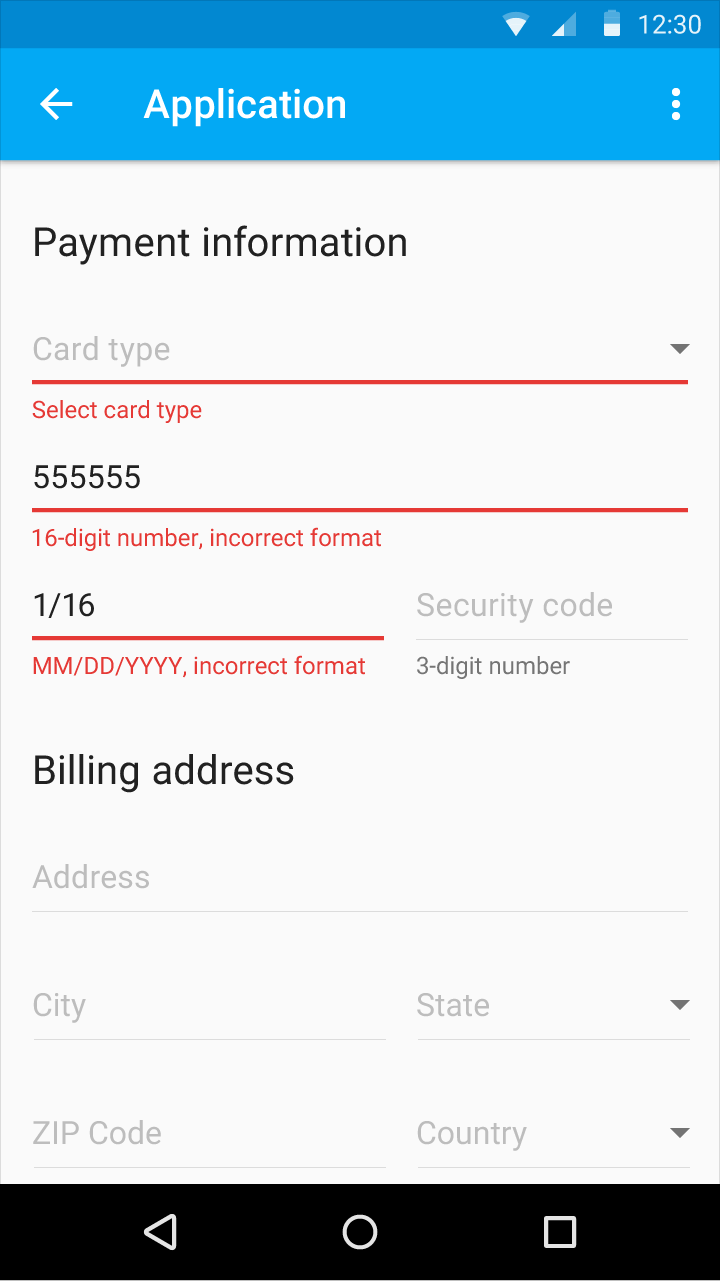 12:30
Application
Payment information
Card type
Select card type
555555
16-digit number, incorrect format
1/16 Security code
MM/DD/YYYY, incorrect format 3-digit number
Billing address
Address
City State
ZIP Code Country